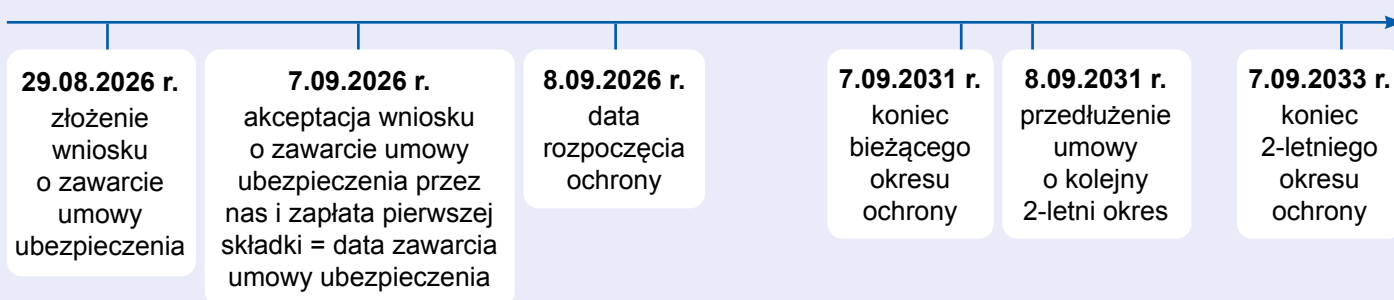 29.08.2026 r.
złożenie
wniosku
o zawarcie
umowy
ubezpieczenia
7.09.2026 r.
akceptacja wniosku
o zawarcie umowy
ubezpieczenia przez
nas i zapłata pierwszej
składki = data zawarcia
umowy ubezpieczenia
8.09.2026 r.
data
rozpoczęcia
ochrony
7.09.2031 r.
koniec
bieżącego
okresu
ochrony
8.09.2031 r.
przedłużenie
umowy
o kolejny
2-letni okres
7.09.2033 r.
koniec
2-letniego
okresu
ochrony